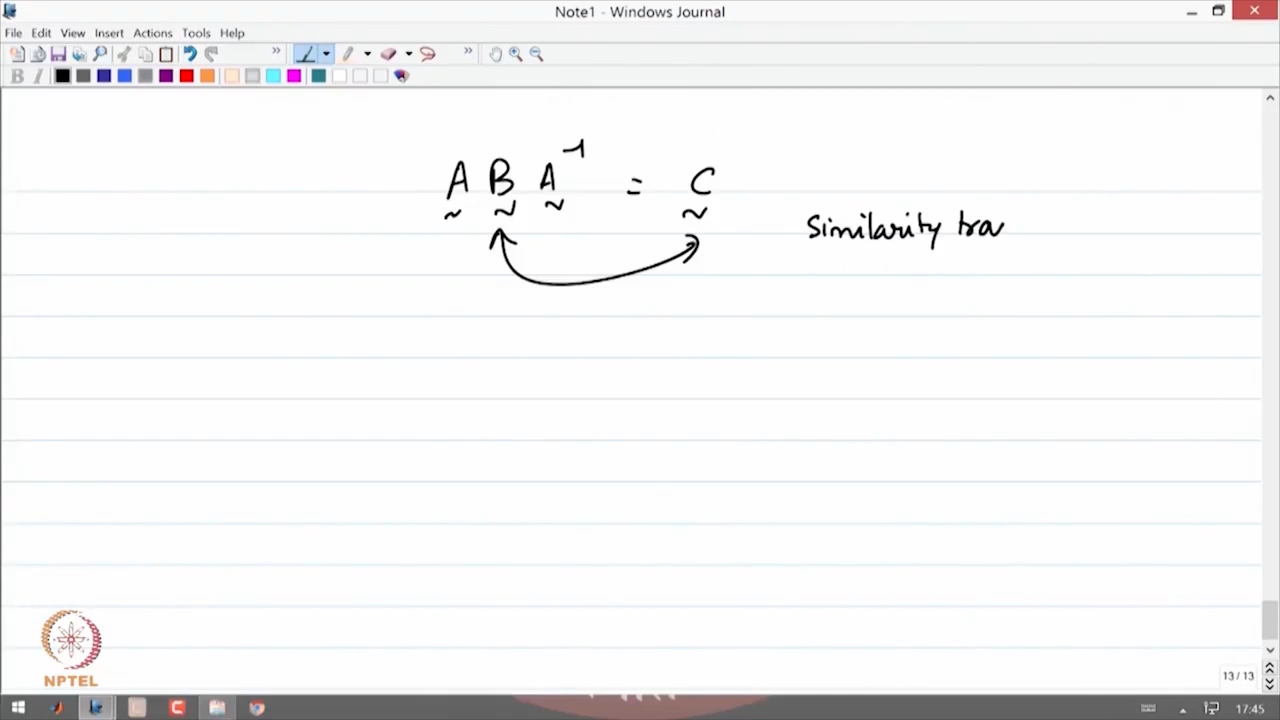 Note1 - Windows Journal
File Edit View Insert Actions Tools Help
B I
A B A⁻¹ = C
~ ~ ~ ~
Similarity tra
NPTEL
13 / 13
17:45